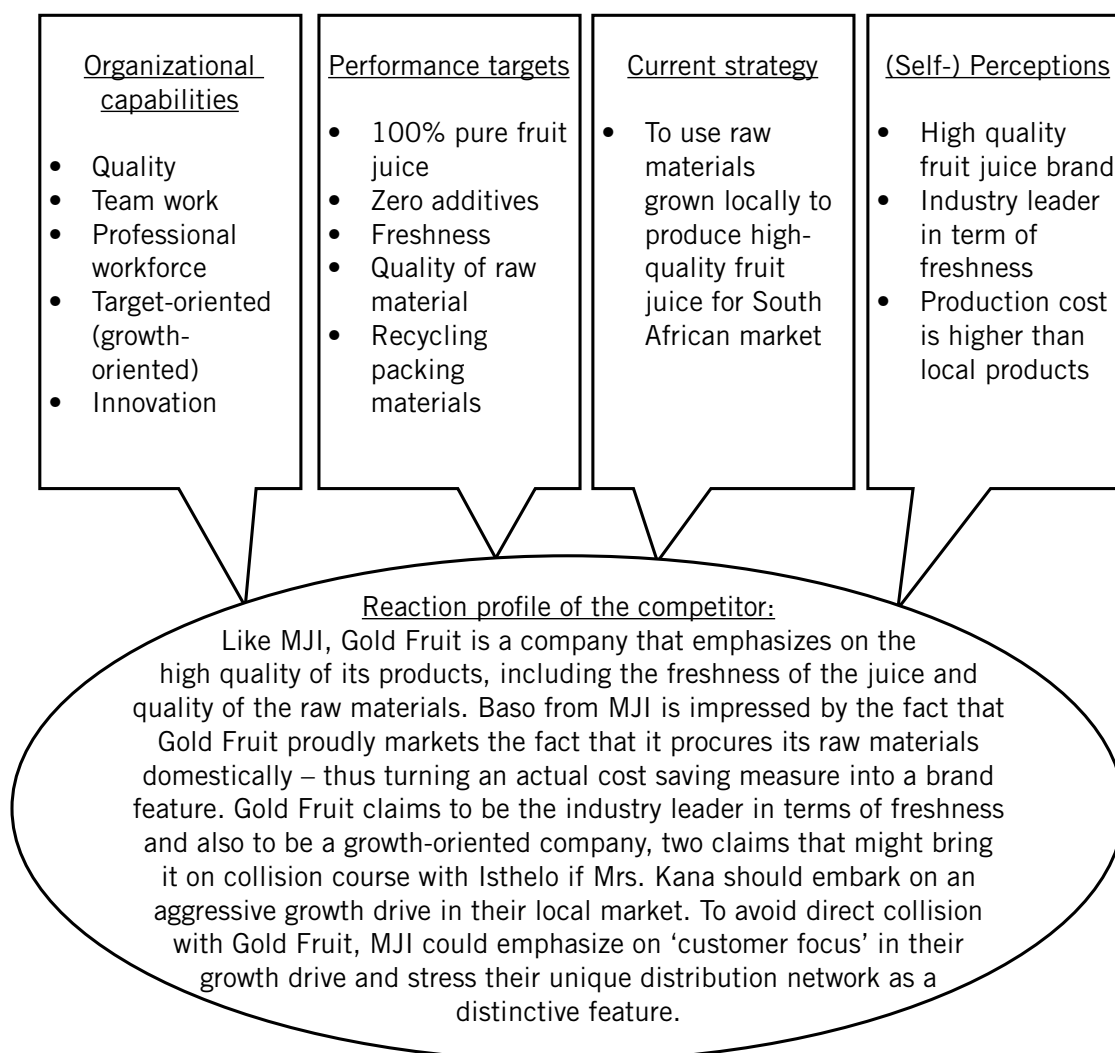 Organizational
capabilities
• Quality
• Team work
• Professional
workforce
• Target-oriented
(growth-
oriented)
• Innovation
Performance targets
• 100% pure fruit
juice
• Zero additives
• Freshness
• Quality of raw
material
• Recycling
packing
materials
Current strategy
• To use raw
materials
grown locally to
produce high-
quality fruit
juice for South
African market
(Self-) Perceptions
• High quality
fruit juice brand
• Industry leader
in term of
freshness
• Production cost
is higher than
local products
Reaction profile of the competitor:
Like MJI, Gold Fruit is a company that emphasizes on the
high quality of its products, including the freshness of the juice and
quality of the raw materials. Baso from MJI is impressed by the fact that
Gold Fruit proudly markets the fact that it procures its raw materials
domestically – thus turning an actual cost saving measure into a brand
feature. Gold Fruit claims to be the industry leader in terms of freshness
and also to be a growth-oriented company, two claims that might bring
it on collision course with Isthelo if Mrs. Kana should embark on an
aggressive growth drive in their local market. To avoid direct collision
with Gold Fruit, MJI could emphasize on ‘customer focus’ in their
growth drive and stress their unique distribution network as a
distinctive feature.